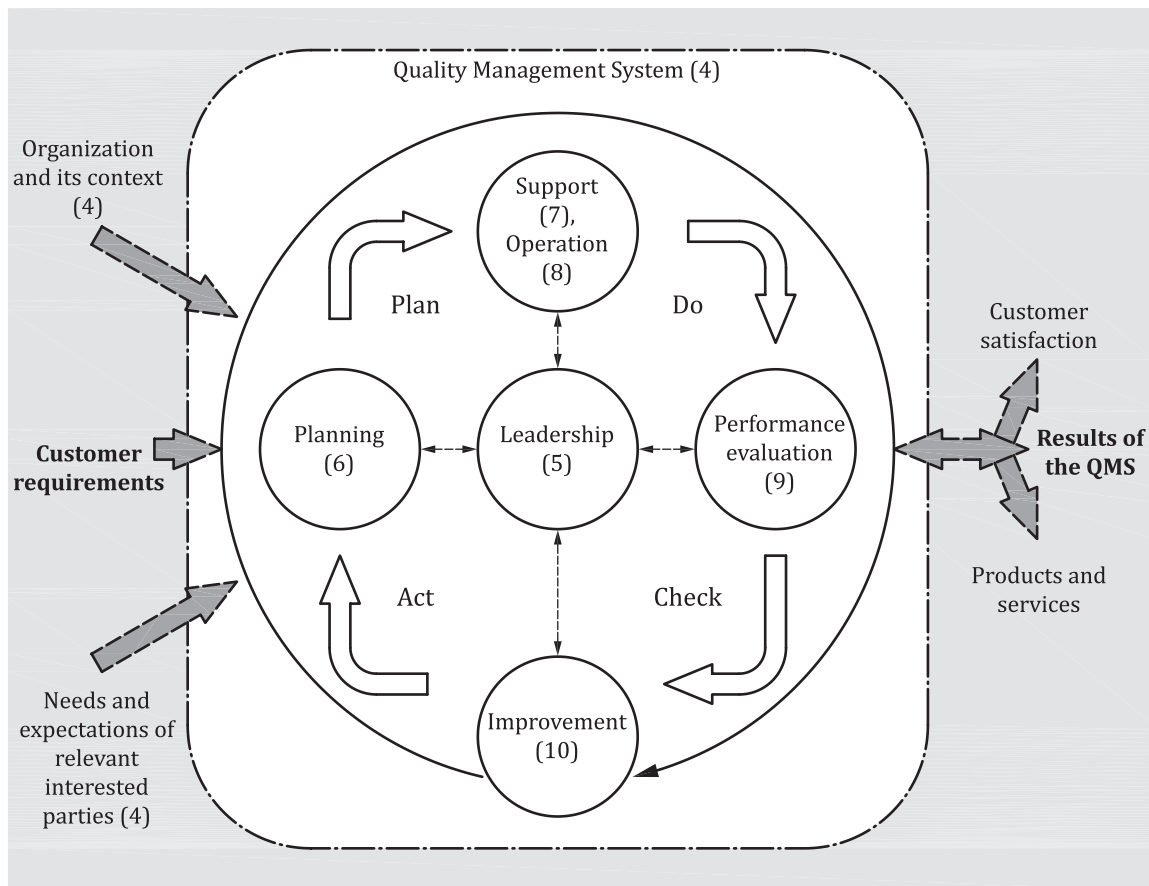 Quality Management System (4)
Organization
and its context
(4)
Support
(7),
Operation
(8)
Plan
Do
Customer
satisfaction
Customer
requirements
Planning
(6)
Leadership
(5)
Performance
evaluation
(9)
Results of
the QMS
Act
Check
Products and
services
Needs and
expectations of
relevant
interested
parties (4)
Improvement
(10)